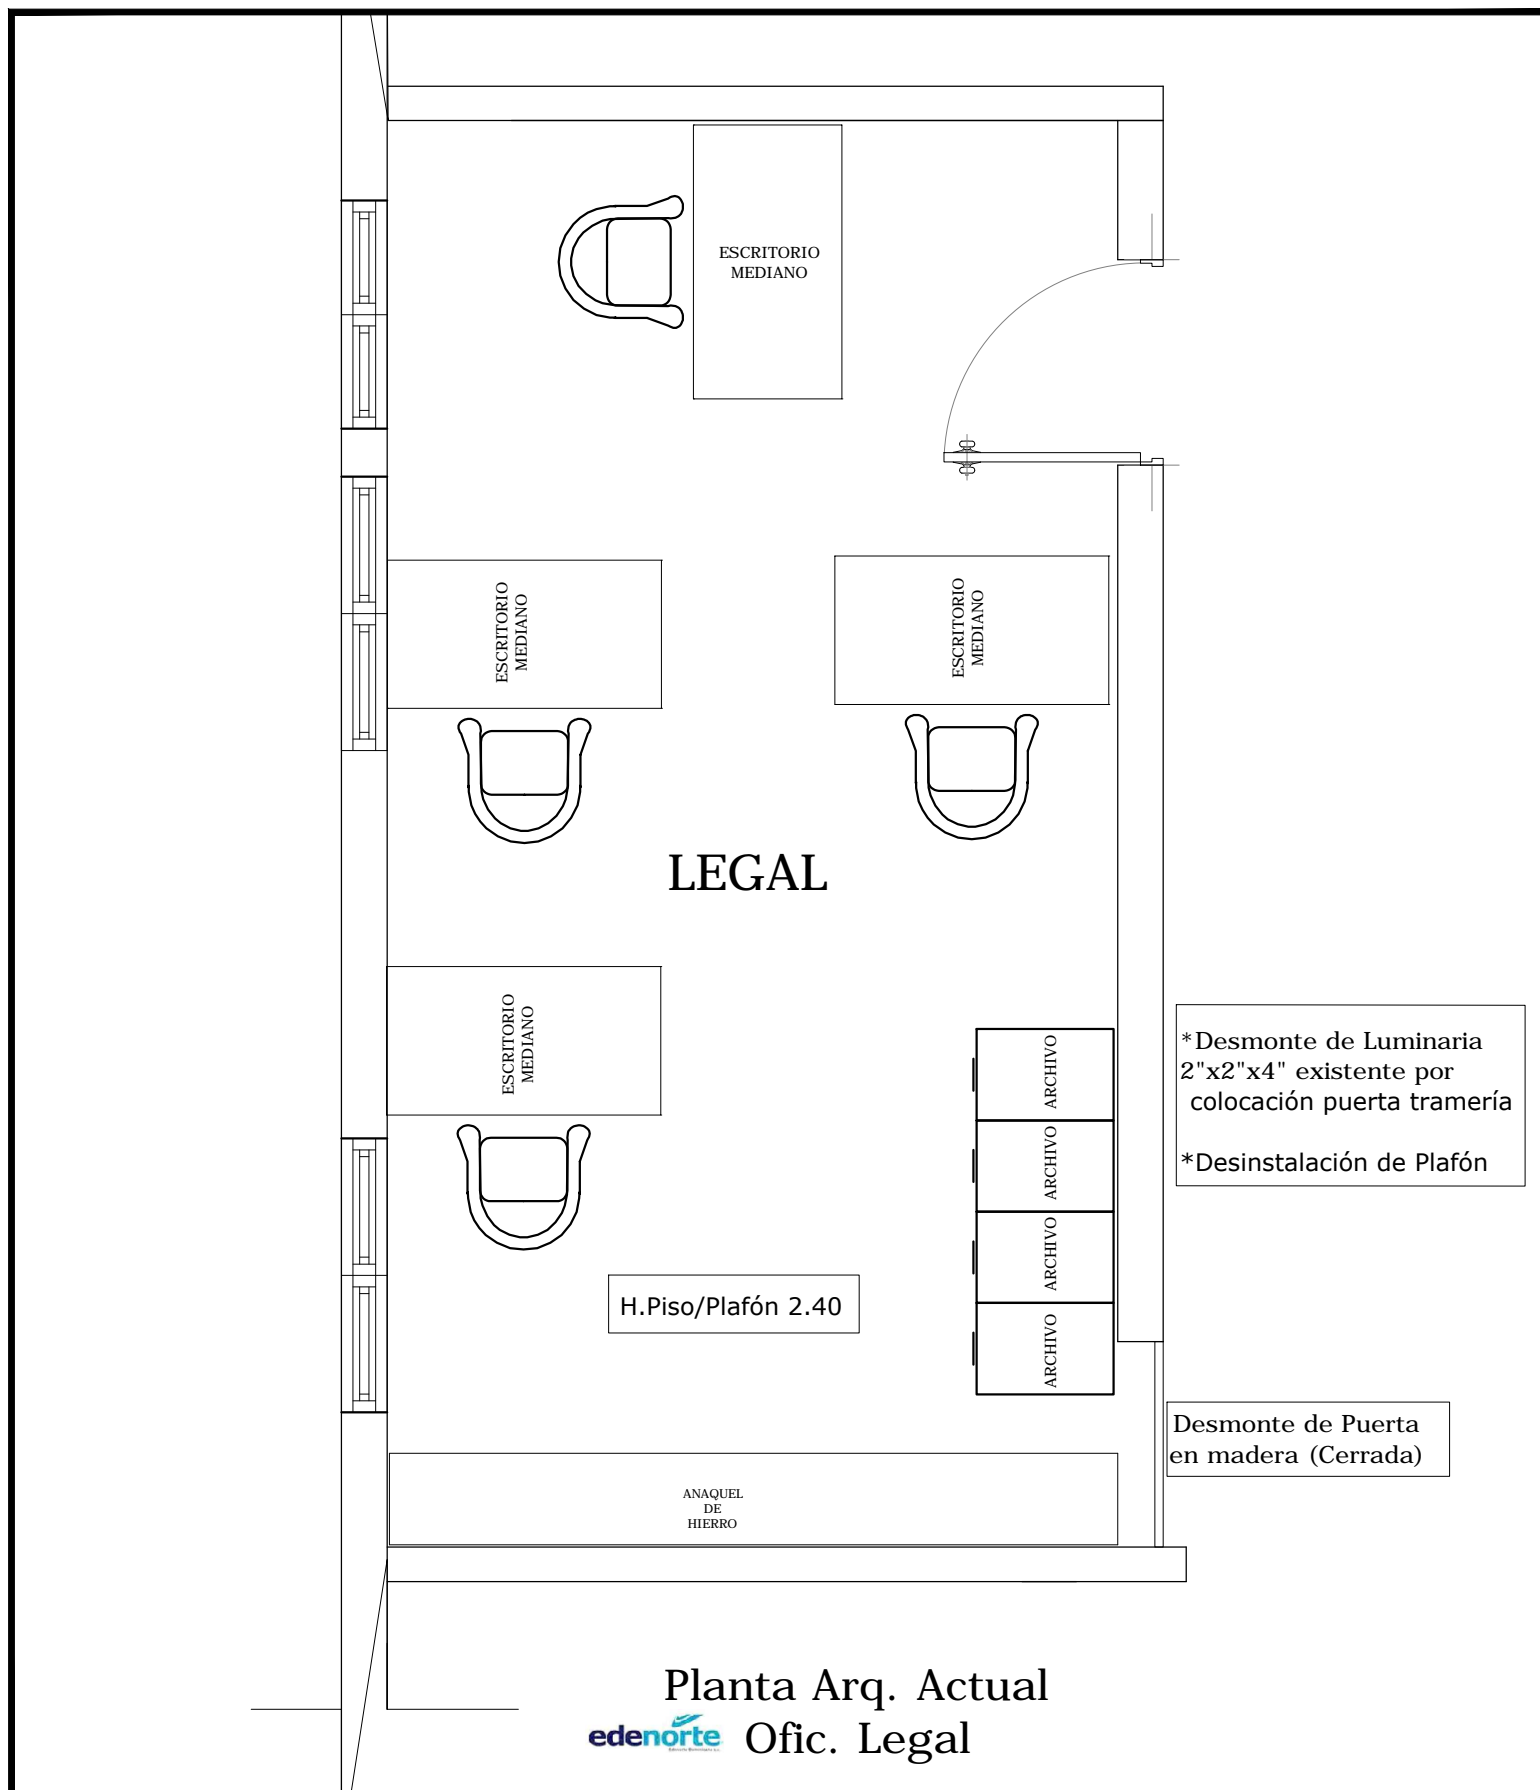 ESCRITORIO
MEDIANO
ESCRITORIO
MEDIANO
ESCRITORIO
MEDIANO
LEGAL
ESCRITORIO
MEDIANO
ARCHIVO
ARCHIVO
ARCHIVO
ARCHIVO
*Desmonte de Luminaria
2"x2"x4" existente por
colocación puerta tramería
*Desinstalación de Plafón
H.Piso/Plafón 2.40
Desmonte de Puerta
en madera (Cerrada)
ANAQUEL
DE
HIERRO
Planta Arq. Actual
edenorte
Ofic. Legal